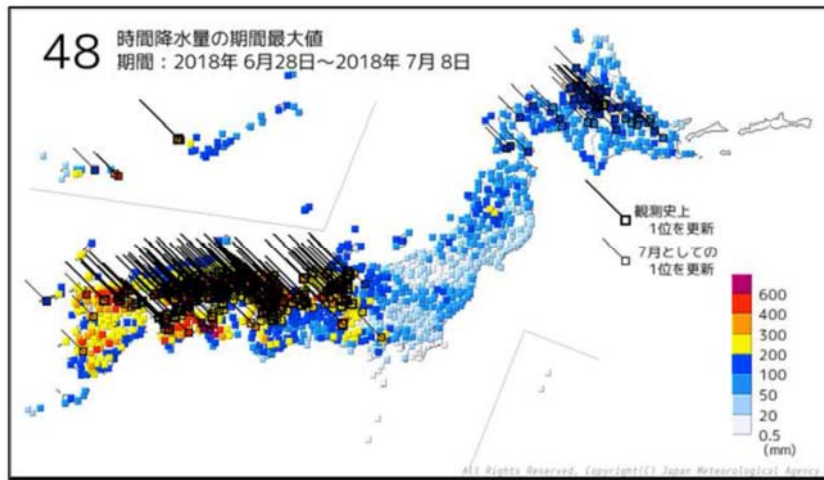 48 時間降水量の期間最大値
期間：2018年 6月28日～2018年 7月 8日
観測史上
1位を更新
7月としての
1位を更新
600
400
300
200
100
50
20
0.5
(mm)
All Rights Reserved, Copyright(C) Japan Meteorological Agency